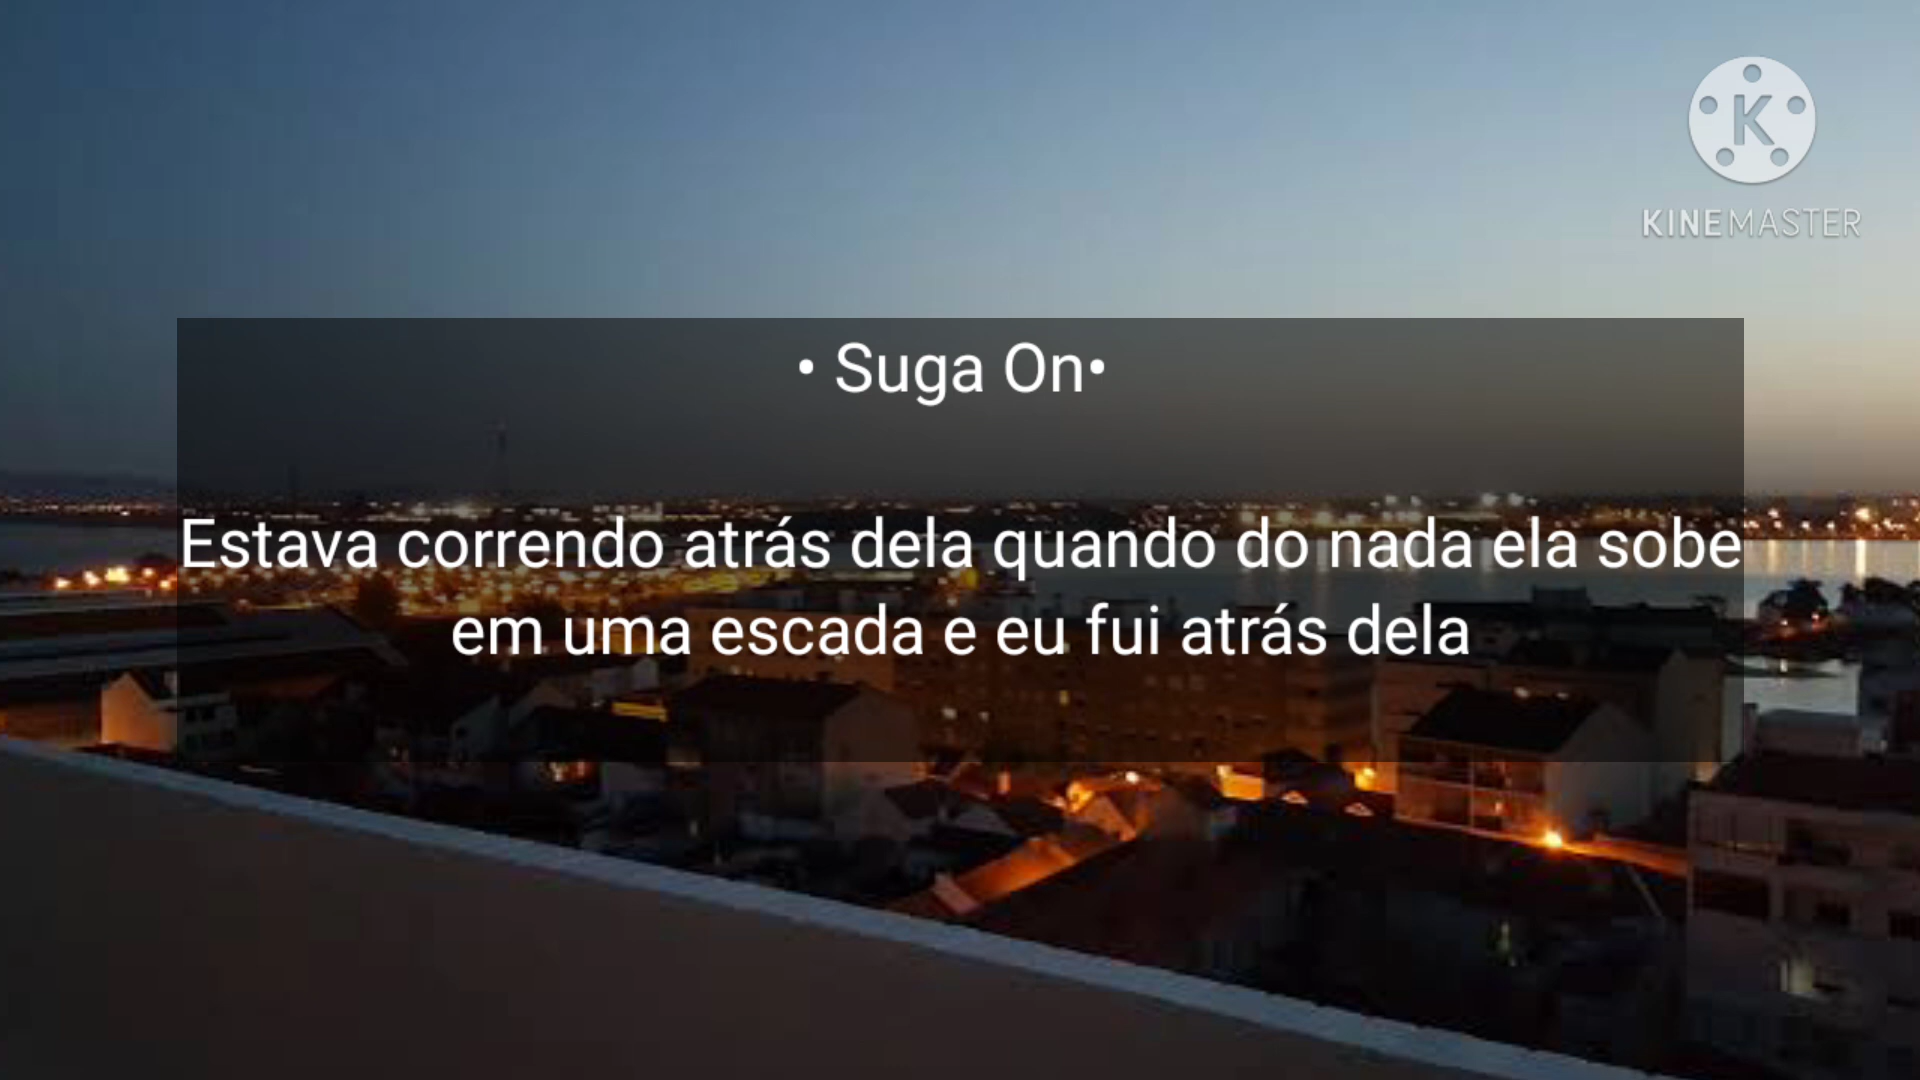 KINEMASTER
• Suga On•
Estava correndo atrás dela quando do nada ela sobe
em uma escada e eu fui atrás dela